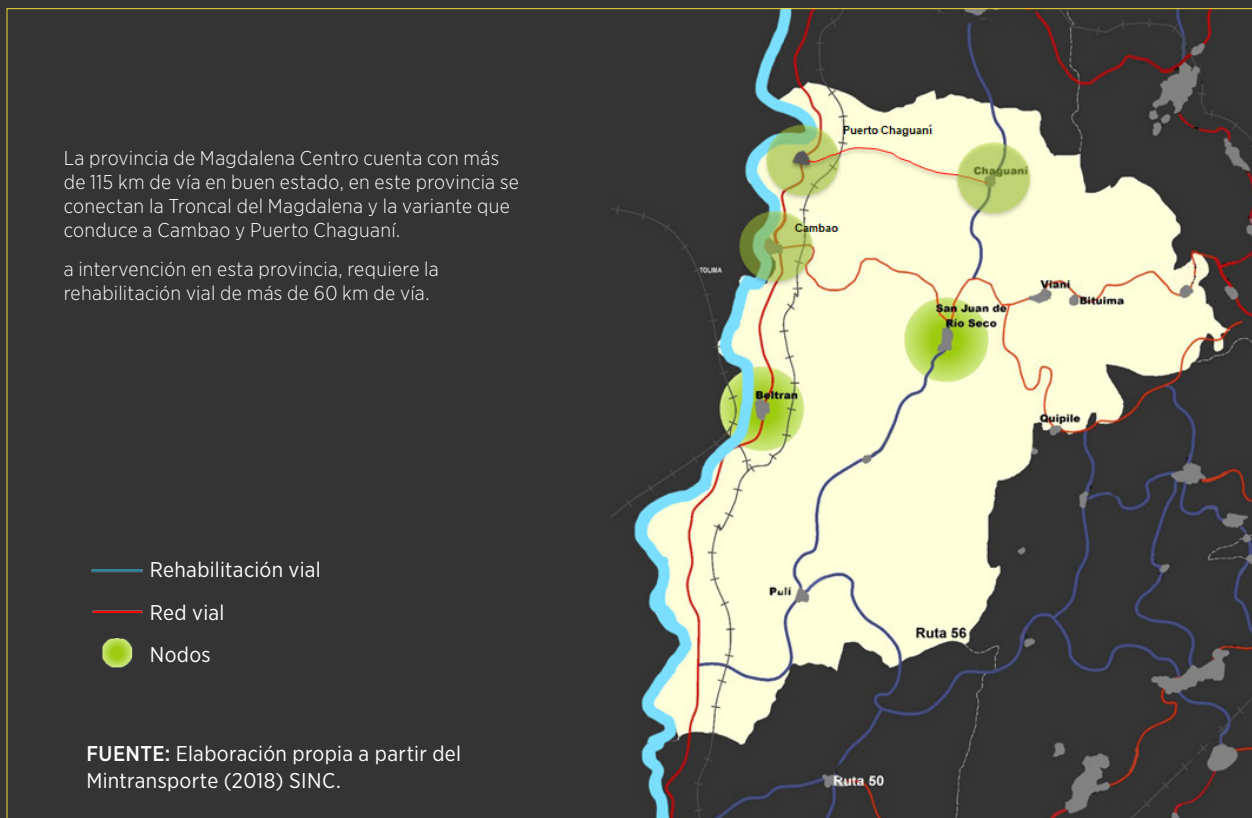 La provincia de Magdalena Centro cuenta con más
de 115 km de vía en buen estado, en este provincia se
conectan la Troncal del Magdalena y la variante que
conduce a Cambao y Puerto Chaguaní.
a intervención en esta provincia, requiere la
rehabilitación vial de más de 60 km de vía.
Rehabilitación vial
Red vial
Nodos
FUENTE: Elaboración propia a partir del
Mintransporte (2018) SINC.
Puerto Chaguaní
Chaguaní
Cambao
TOLIMA
Vianí
Bituima
San Juan de
Río Seco
Beltran
Quipile
Pulí
Ruta 56
Ruta 50